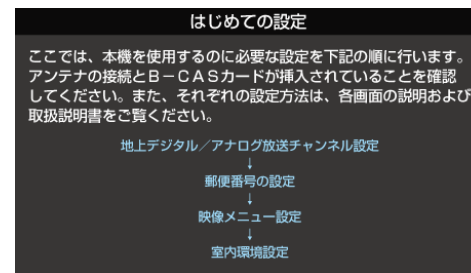 はじめての設定
ここでは、本機を使用するのに必要な設定を下記の順に行います。
アンテナの接続とB－CASカードが挿入されていることを確認
してください。また、それぞれの設定方法は、各画面の説明および
取扱説明書をご覧ください。
地上デジタル／アナログ放送チャンネル設定
↓
郵便番号の設定
↓
映像メニュー設定
↓
室内環境設定